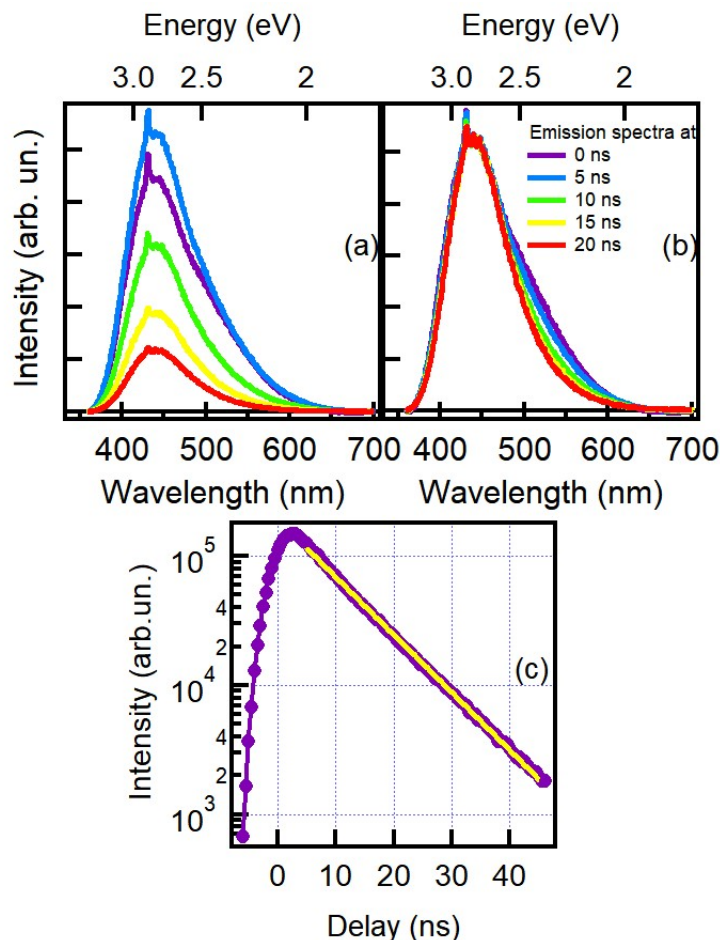 Energy (eV)
Energy (eV)
3.0 2.5 2
3.0 2.5 2
Intensity (arb. un.)
(a)
Emission spectra at
0 ns
5 ns
10 ns
15 ns
20 ns
(b)
400 500 600 700
400 500 600 700
Wavelength (nm)
Wavelength (nm)
Intensity (arb.un.)
10^5
4
2
10^4
4
2
10^3
(c)
0 10 20 30 40
Delay (ns)